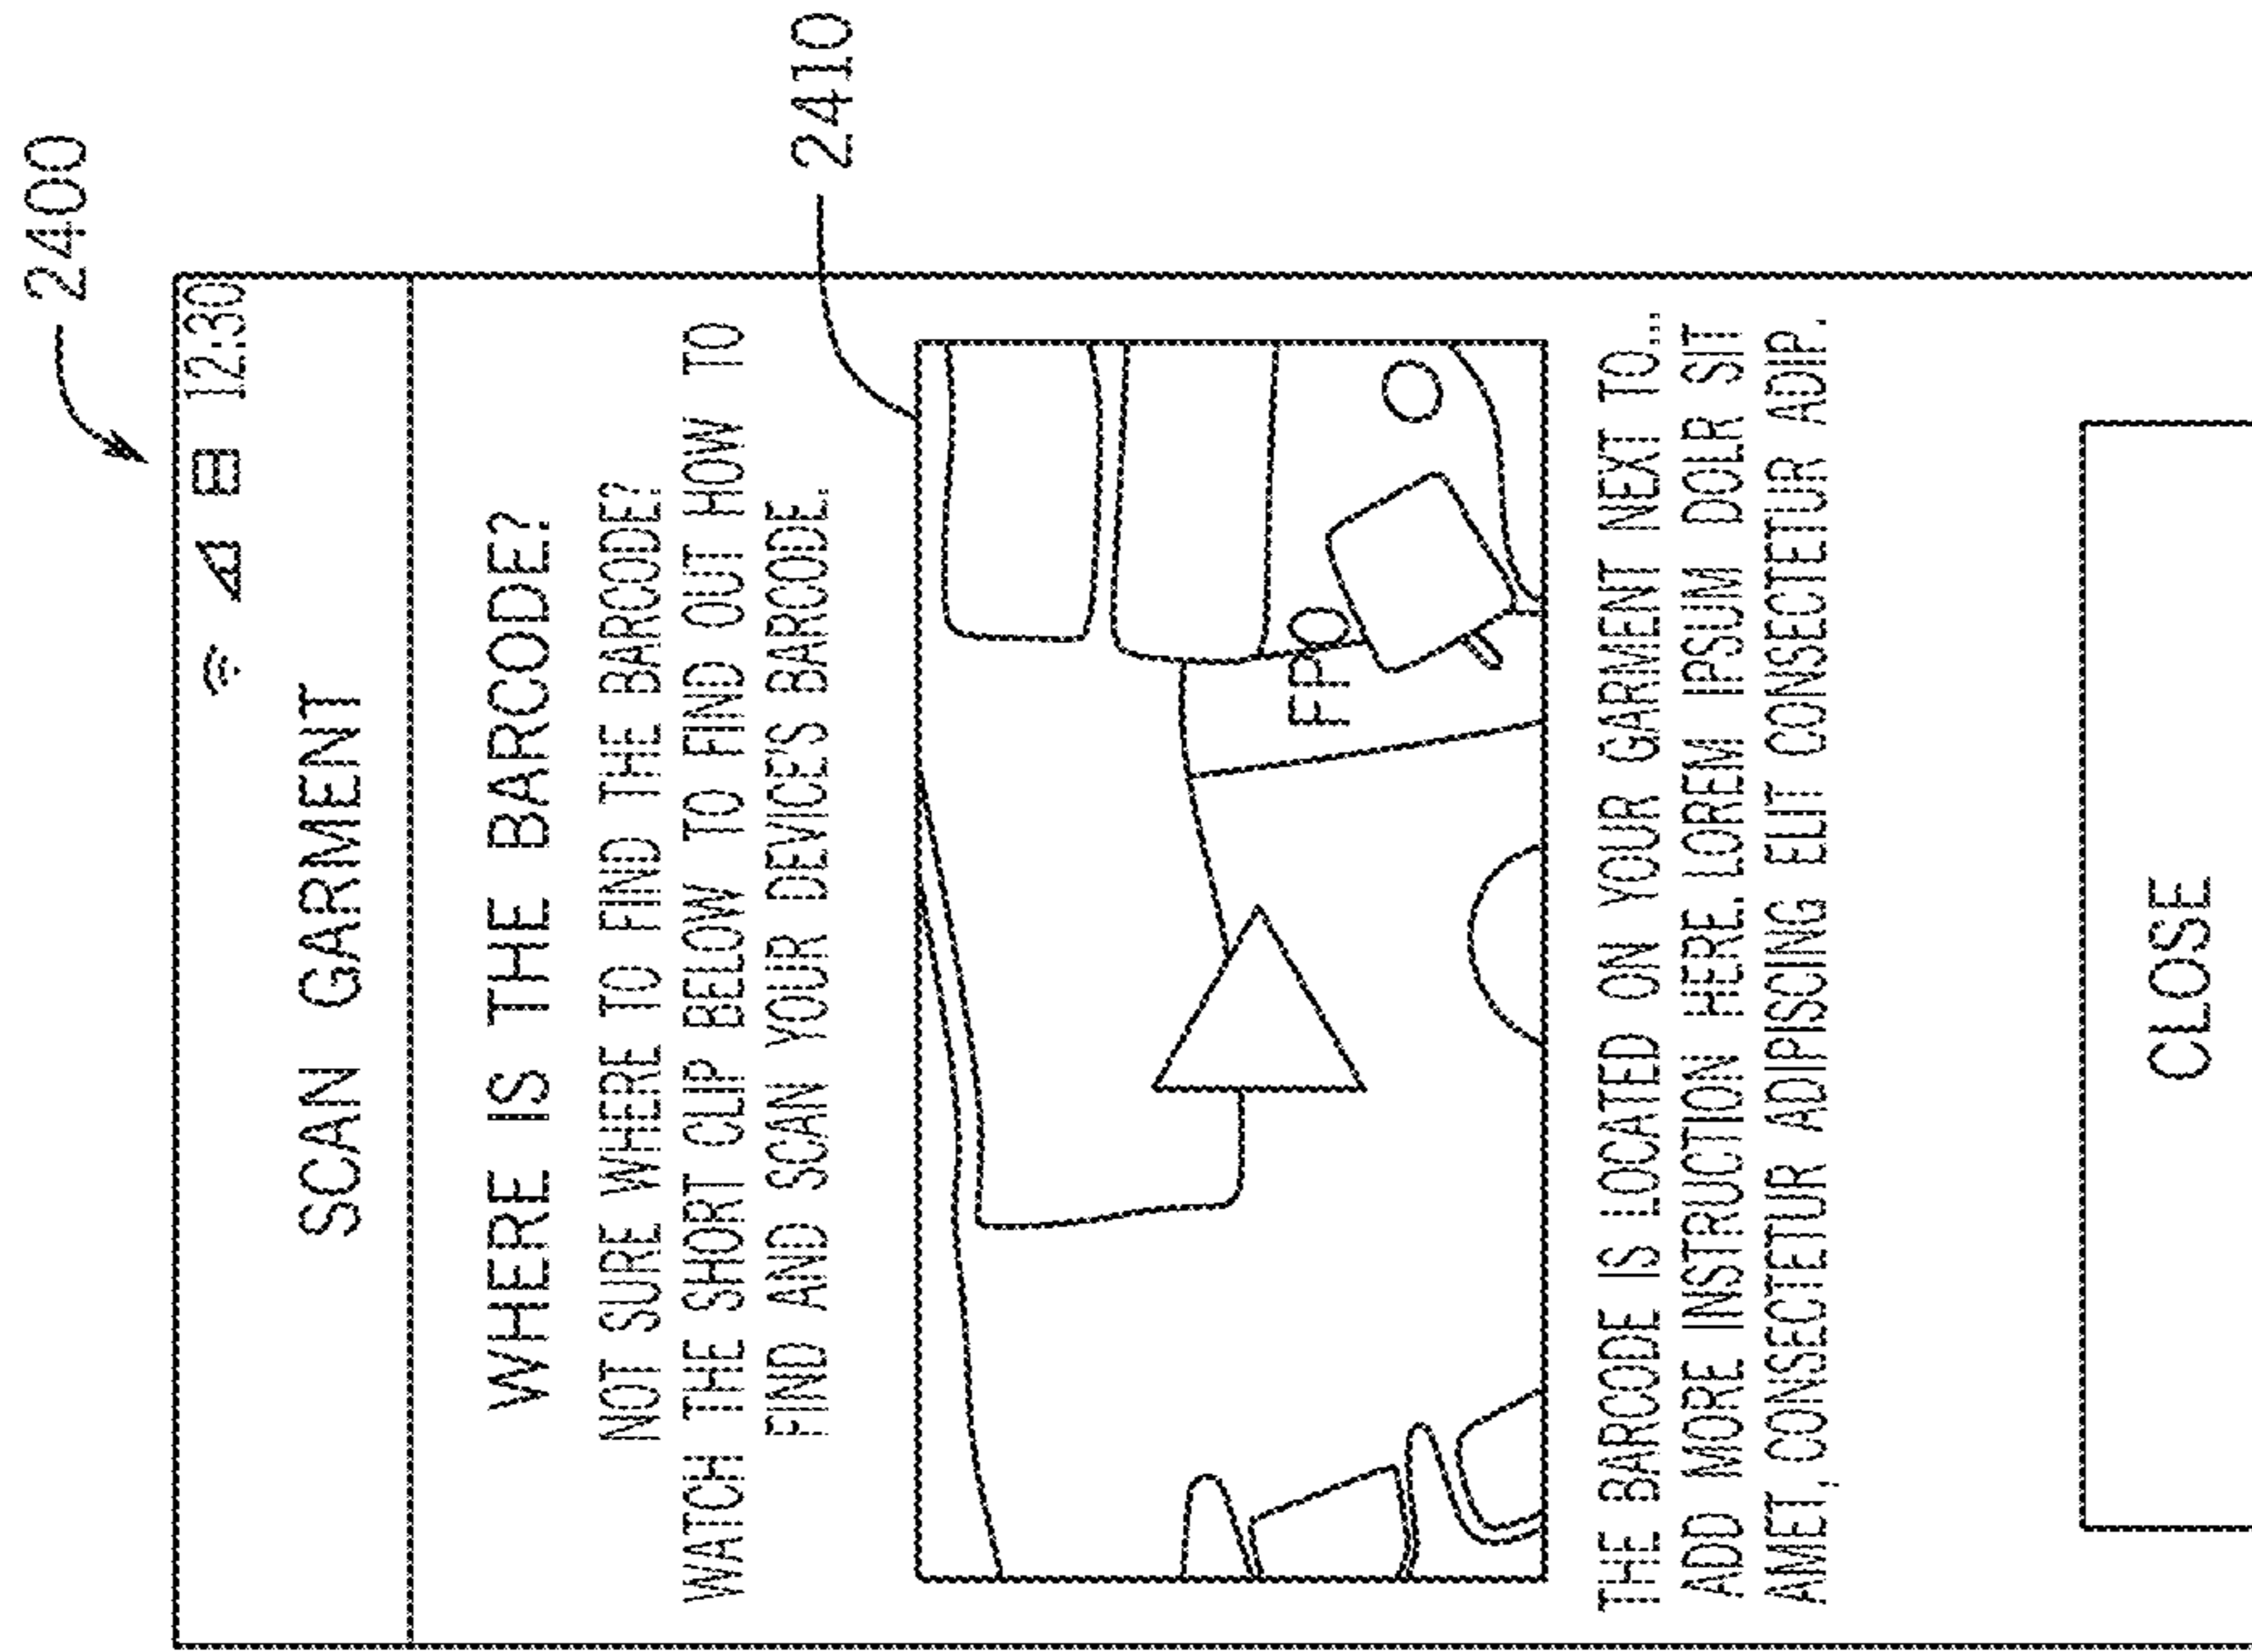 2400
12:30
SCAN GARMENT
WHERE IS THE BARCODE?
NOT SURE WHERE TO FIND THE BARCODE?
WATCH THE SHORT CLIP BELOW TO FIND OUT HOW TO
FIND AND SCAN YOUR DEVICE'S BARCODE.
2410
FPO
THE BARCODE IS LOCATED ON YOUR GARMENT NEXT TO...
ADD MORE INSTRUCTION HERE. LOREM IPSUM DOLR SIT
AMET, CONSECTETUR ADIPISCING ELIT CONSECTETUR ADIP.
CLOSE